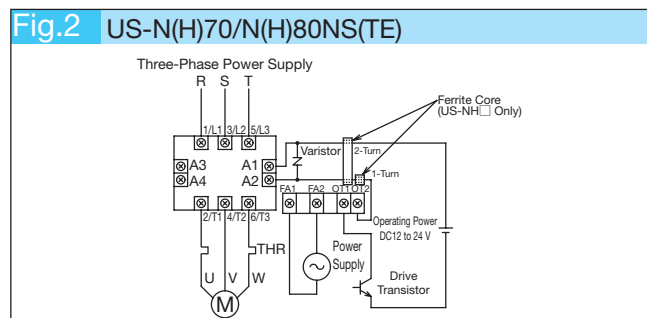 Fig.2 US-N(H)70/N(H)80NS(TE)
Three-Phase Power Supply
R S T
Ferrite Core
(US-NH□ Only)
1/L1 3/L2 5/L3
Varistor
2-Turn
A3 A1
A4 A2
1-Turn
FA1 FA2 OT1 OT2
2/T1 4/T2 6/T3
Operating Power
DC12 to 24 V
THR
Power
Supply
U V W
Drive
Transistor
M